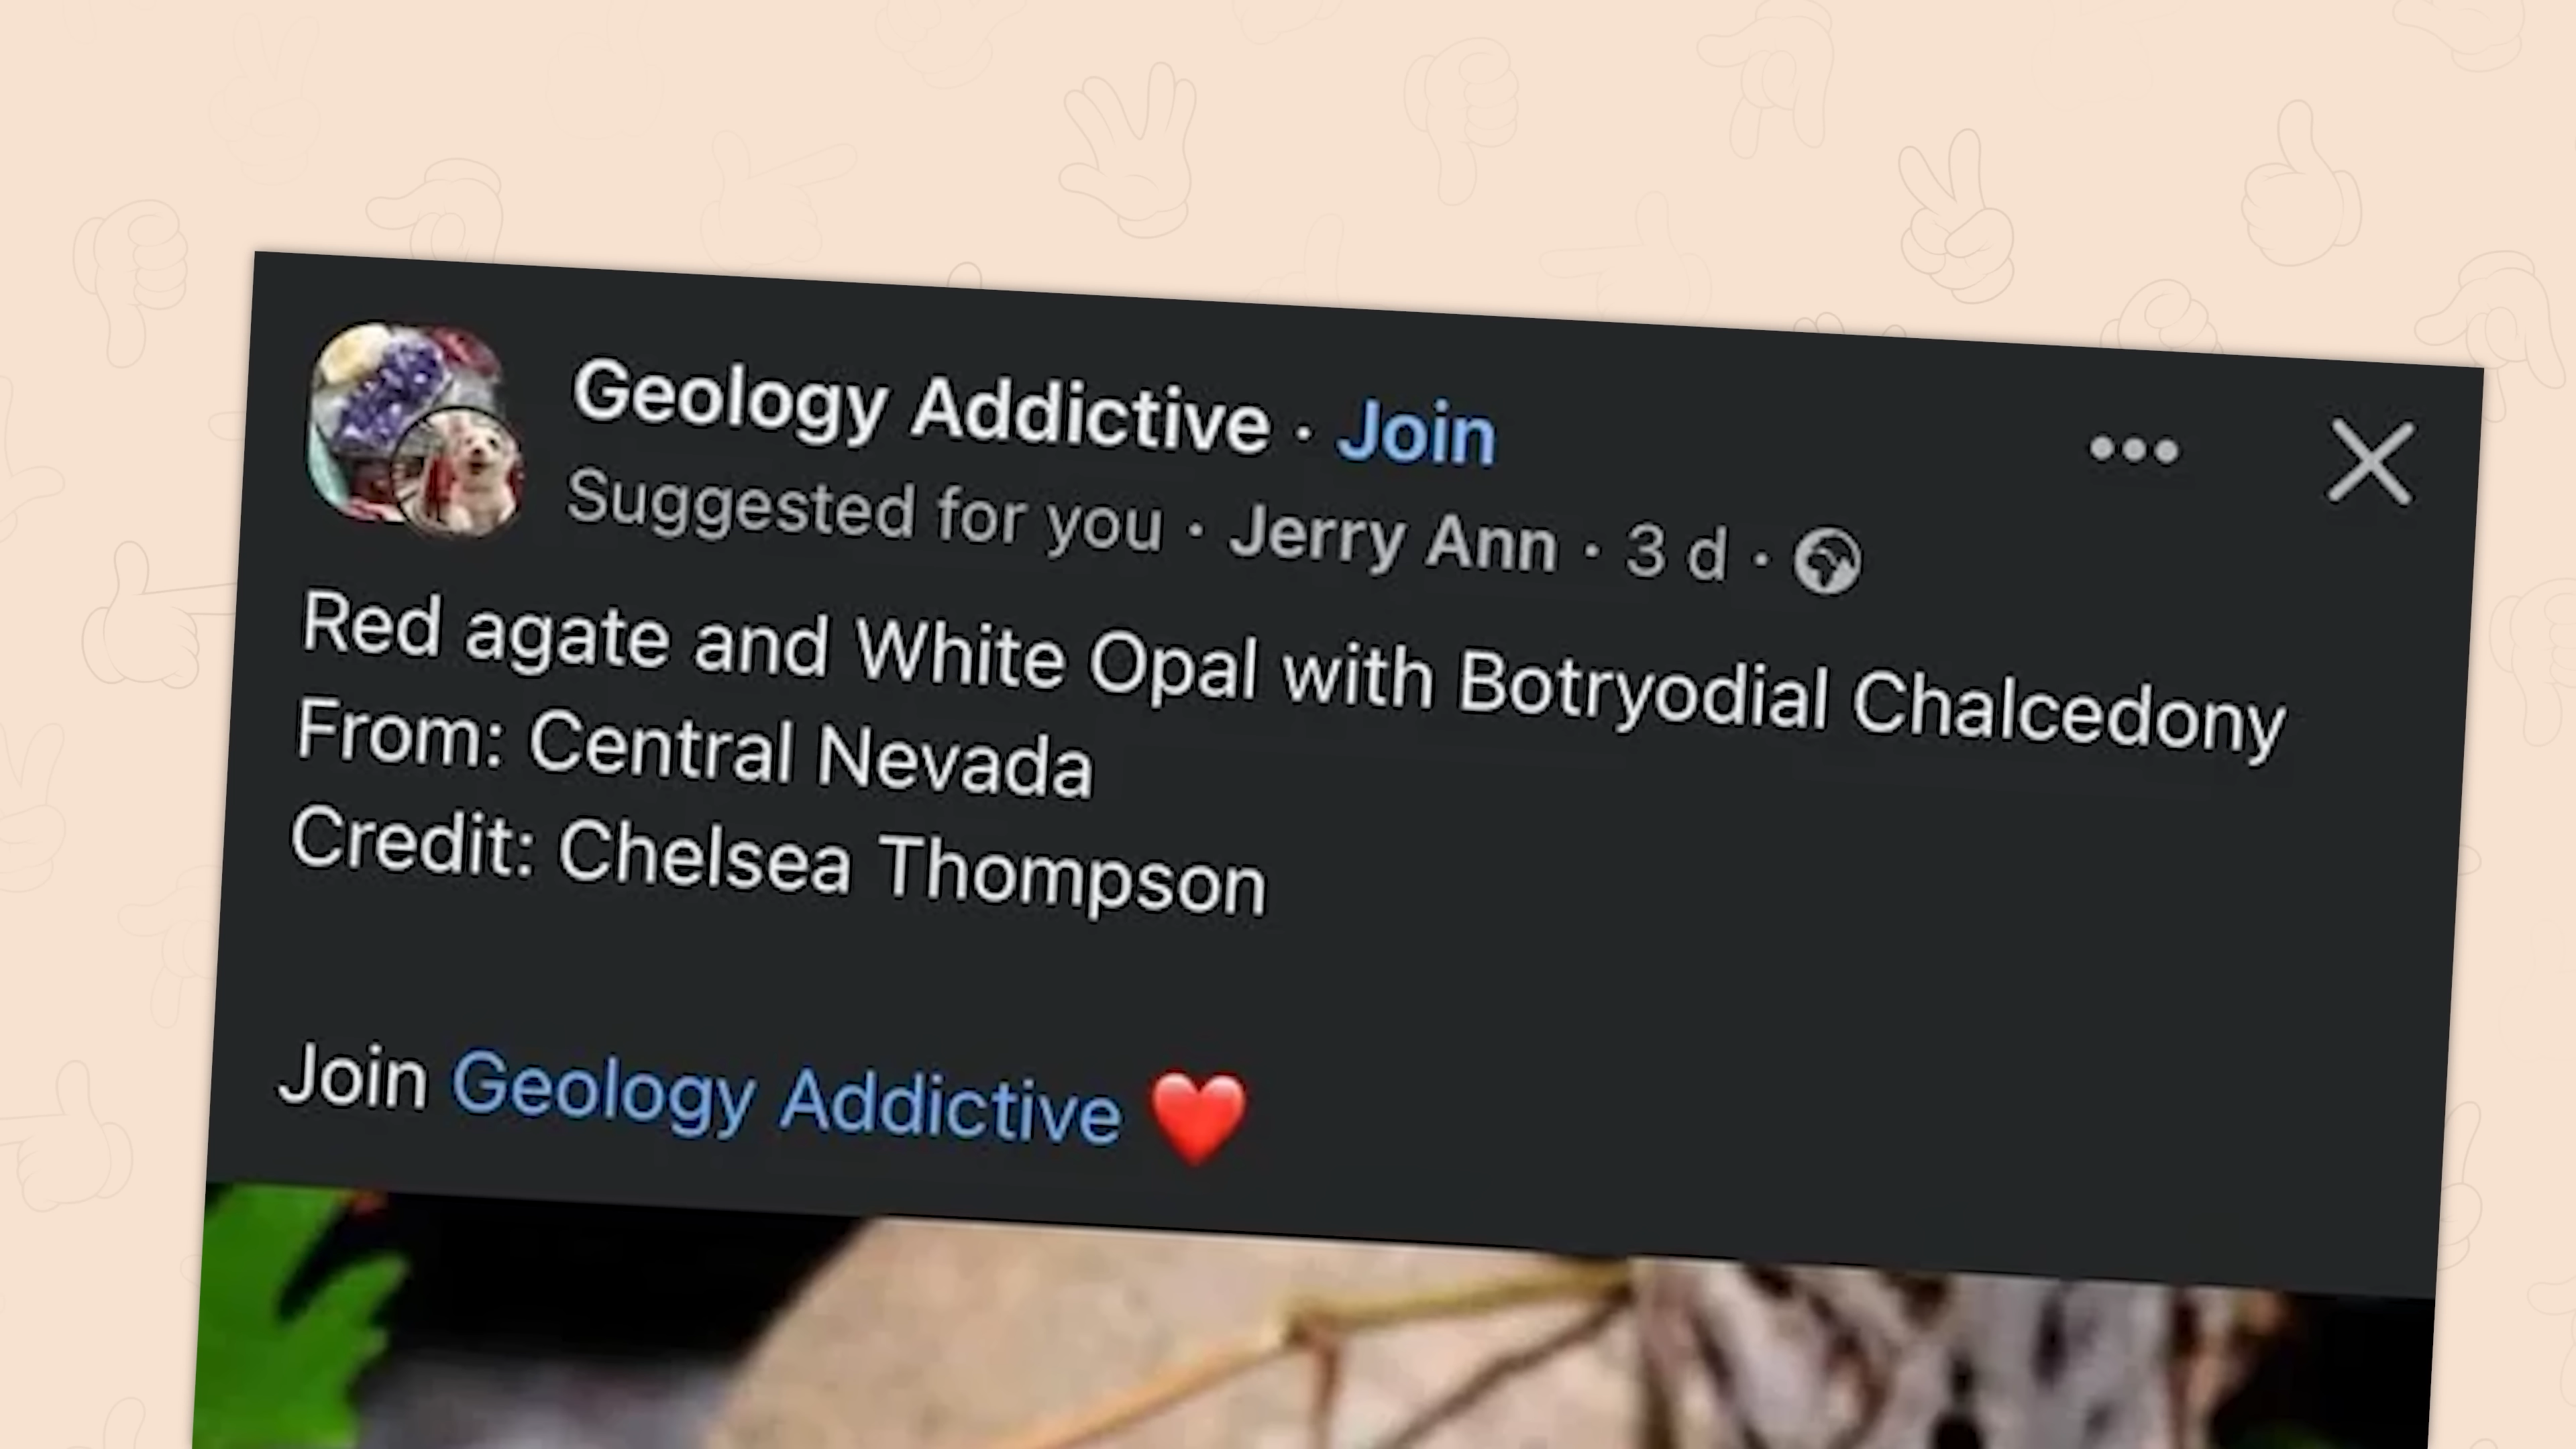 Geology Addictive · Join
Suggested for you · Jerry Ann · 3 d ·
Red agate and White Opal with Botryodial Chalcedony
From: Central Nevada
Credit: Chelsea Thompson
Join Geology Addictive ❤️